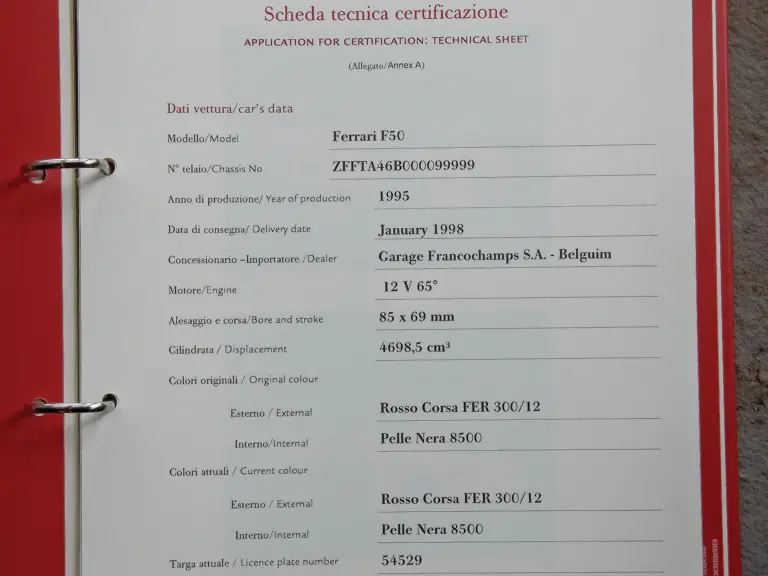 Scheda tecnica certificazione
APPLICATION FOR CERTIFICATION: TECHNICAL SHEET
(Allegato/Annex A)
Dati vettura/car's data
Modello/Model Ferrari F50
N° telaio/Chassis No ZFFTA46B000099999
Anno di produzione/ Year of production 1995
Data di consegna/ Delivery date January 1998
Concessionario –Importatore /Dealer Garage Francochamps S.A. - Belguim
Motore/Engine 12 V 65°
Alesaggio e corsa/Bore and stroke 85 x 69 mm
Cilindrata / Displacement 4698,5 cm³
Colori originali / Original colour
Esterno / External Rosso Corsa FER 300/12
Interno/Internal Pelle Nera 8500
Colori attuali / Current colour
Esterno / External Rosso Corsa FER 300/12
Interno/Internal Pelle Nera 8500
Targa attuale / Licence plate number 54529